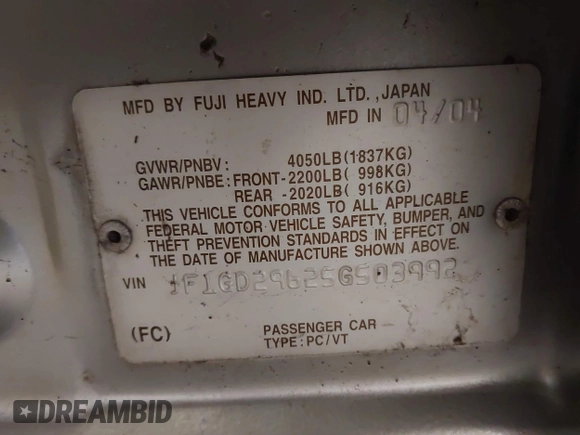 MFD BY FUJI HEAVY IND. LTD., JAPAN
MFD IN 04/04
GVWR/PNBV: 4050LB(1837KG)
GAWR/PNBE: FRONT-2200LB( 998KG)
REAR -2020LB( 916KG)
THIS VEHICLE CONFORMS TO ALL APPLICABLE
FEDERAL MOTOR VEHICLE SAFETY, BUMPER, AND
THEFT PREVENTION STANDARDS IN EFFECT ON
THE DATE OF MANUFACTURE SHOWN ABOVE.
VIN JF1GD29625G503992
(FC) PASSENGER CAR
TYPE: PC/VT
DREAMBID